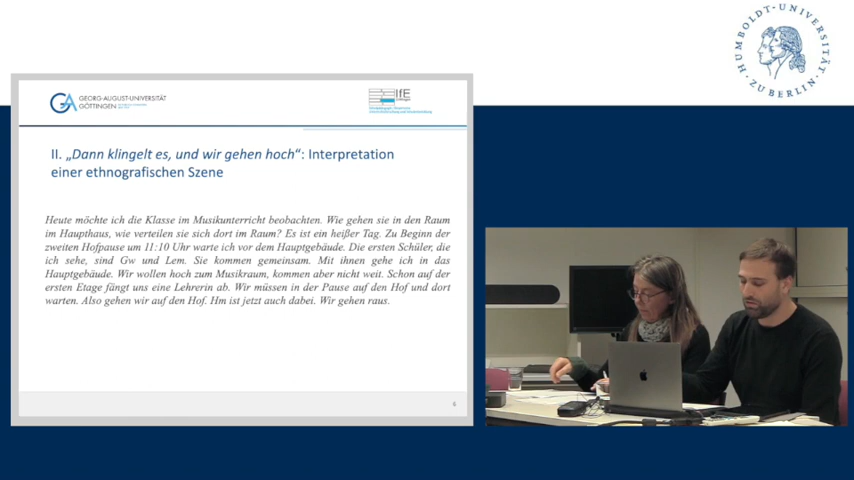 HUMBOLDT-UNIVERSITÄT
ZU BERLIN
GEORG-AUGUST-UNIVERSITÄT
GÖTTINGEN
IfE
II. „Dann klingelt es, und wir gehen hoch“: Interpretation
einer ethnografischen Szene
Heute möchte ich die Klasse im Musikunterricht beobachten. Wie gehen sie in den Raum
im Haupthaus, wie verteilen sie sich dort im Raum? Es ist ein heißer Tag. Zu Beginn der
zweiten Hofpause um 11:10 Uhr warte ich vor dem Hauptgebäude. Die ersten Schüler, die
ich sehe, sind Gw und Lem. Sie kommen gemeinsam. Mit ihnen gehe ich in das
Hauptgebäude. Wir wollen hoch zum Musikraum, kommen aber nicht weit. Schon auf der
ersten Etage fängt uns eine Lehrerin ab. Wir müssen in der Pause auf den Hof und dort
warten. Also gehen wir auf den Hof. Hm ist jetzt auch dabei. Wir gehen raus.
6